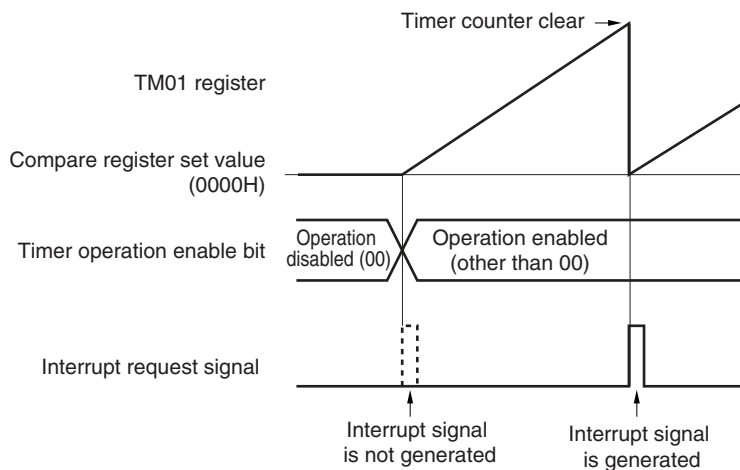 Timer counter clear
TM01 register
Compare register set value
(0000H)
Timer operation enable bit
Operation
disabled (00)
Operation enabled
(other than 00)
Interrupt request signal
Interrupt signal
is not generated
Interrupt signal
is generated